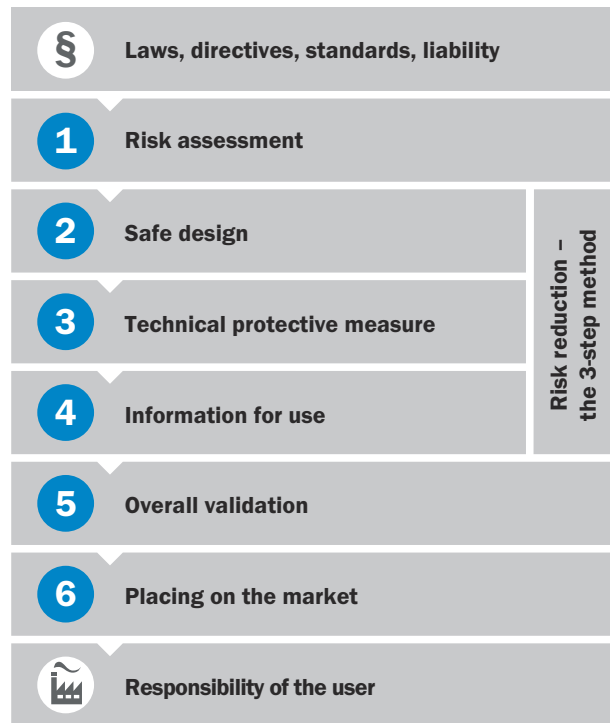 § Laws, directives, standards, liability
1 Risk assessment
2 Safe design
3 Technical protective measure
4 Information for use
Risk reduction –
the 3-step method
5 Overall validation
6 Placing on the market
Responsibility of the user